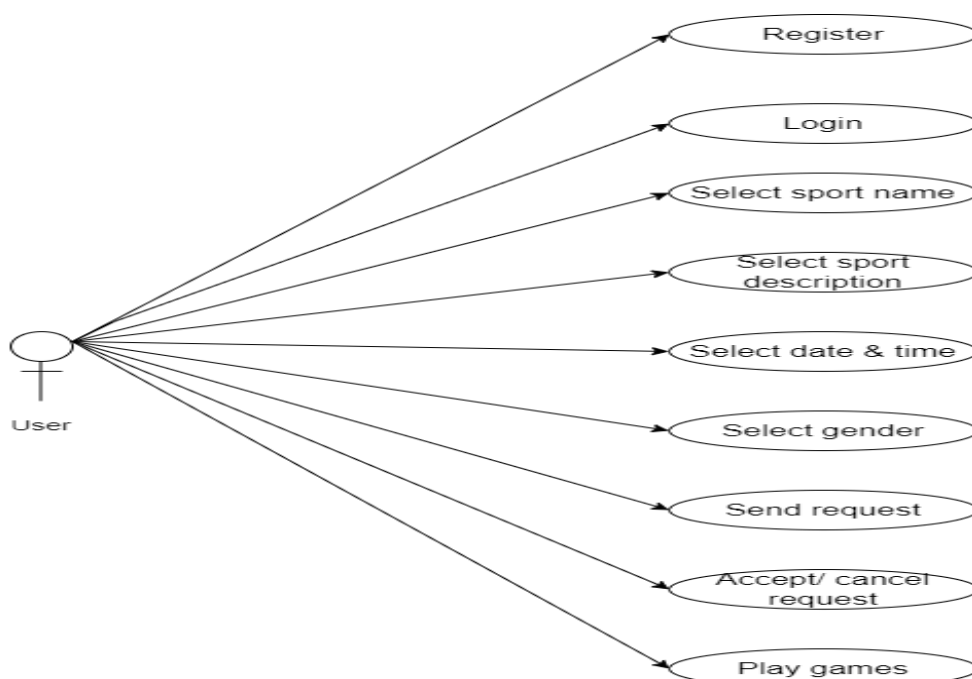 Register
Login
Select sport name
Select sport
description
Select date & time
User
Select gender
Send request
Accept/ cancel
request
Play games